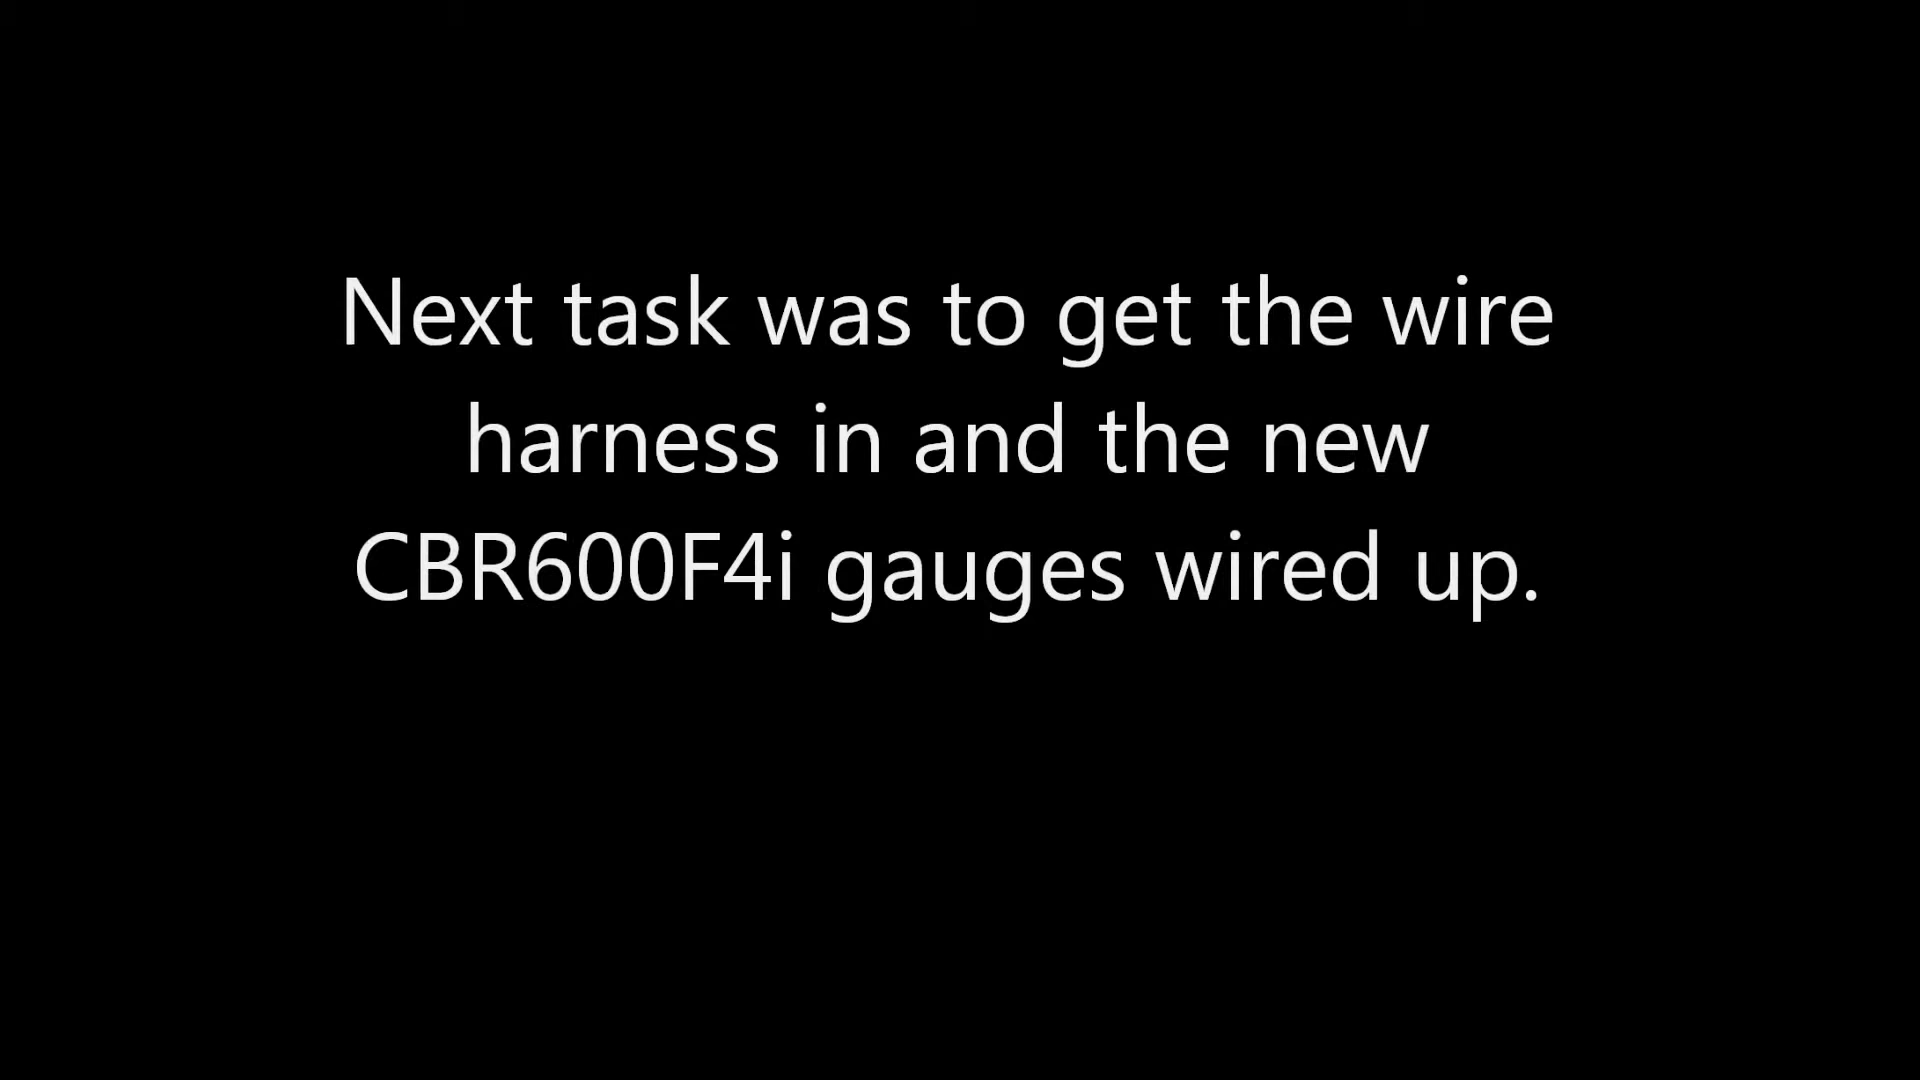 Next task was to get the wire
harness in and the new
CBR600F4i gauges wired up.